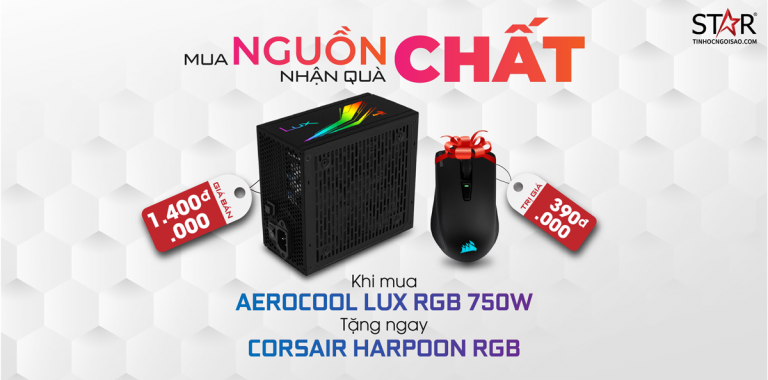 STAR
TINHOCNGOISAO.COM
MUA NGUỒN
NHẬN QUÀ CHẤT
LUX
GIÁ BÁN
1.400đ
.000
TRỊ GIÁ
390đ
.000
Khi mua
AEROCOOL LUX RGB 750W
Tặng ngay
CORSAIR HARPOON RGB